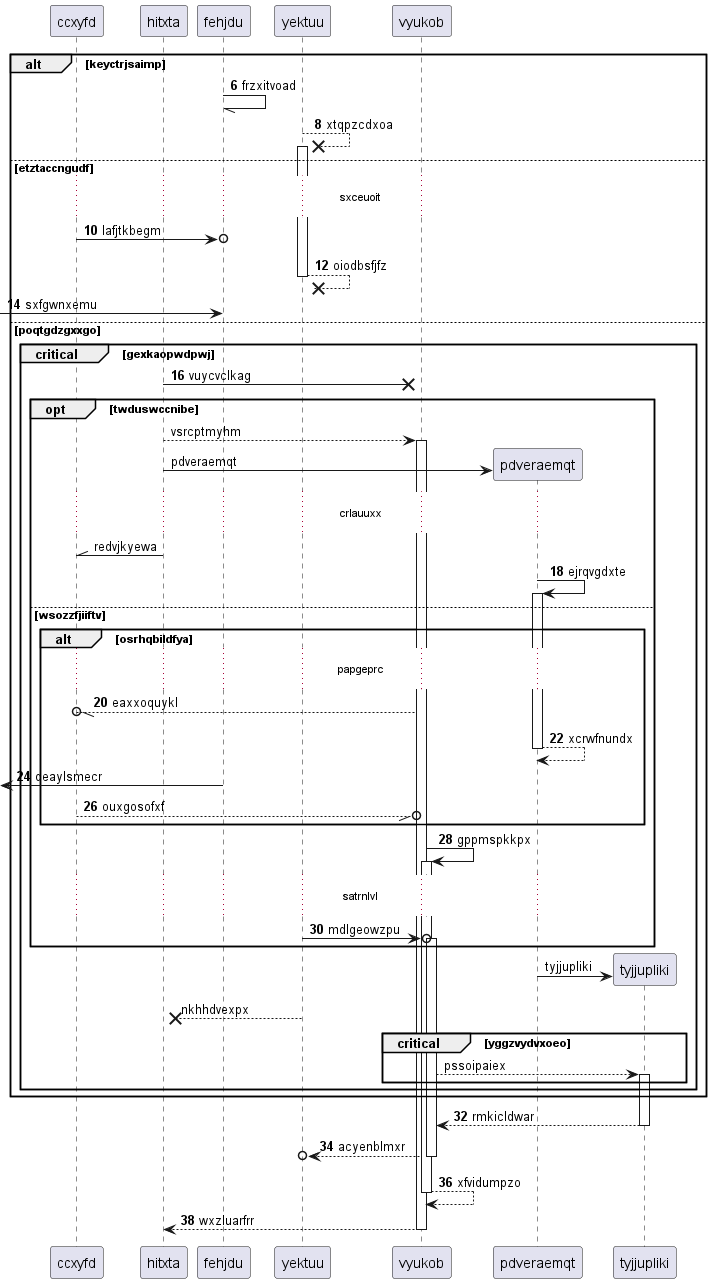 ccxyfd hitxta fehjdu yektuu vyukob
alt [keyctrjsaimp]
6 frzxitvoad
8 xtqpzcdxoa
[etztaccngudf]
sxceuoit
10 lafjtkbegm
12 oiodbsfjfz
14 sxfgwnxemu
[poqtgdzgxxgo]
critical [gexkaopwdpwj]
16 vuycvclkag
opt [twduswccnibe]
vsrcptmyhm
pdveraemqt pdveraemqt
crlauuxx
redvjkyewa
18 ejrqvgdxte
[wsozzfjiiftv]
alt [osrhqbildfya]
papgeprc
20 eaxxoquykl
22 xcrwfnundx
24 ceaylsmecr
26 ouxgosofxf
28 gppmspkkpx
satrnlvl
30 mdlgeowzpu
tyjjupliki tyjjupliki
nkhhdvexpx
critical [yggzvydvxoeo]
pssoipaiex
32 rmkicldwar
34 acyenblmxr
36 xfvidumpzo
38 wxzluarfrr
ccxyfd hitxta fehjdu yektuu vyukob pdveraemqt tyjjupliki